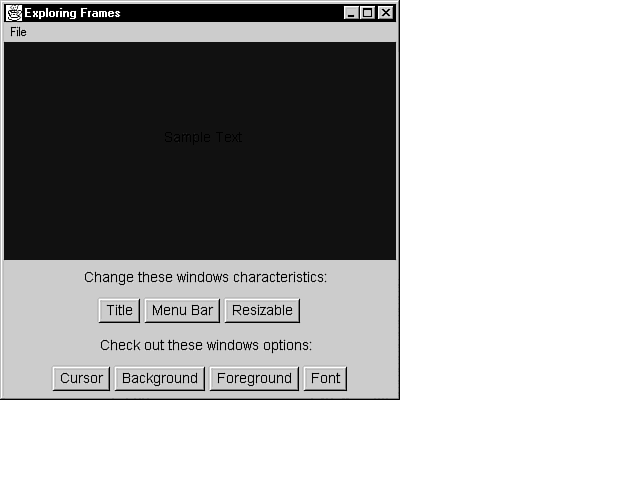 Exploring Frames
File
Sample Text
Change these windows characteristics:
Title Menu Bar Resizable
Check out these windows options:
Cursor Background Foreground Font